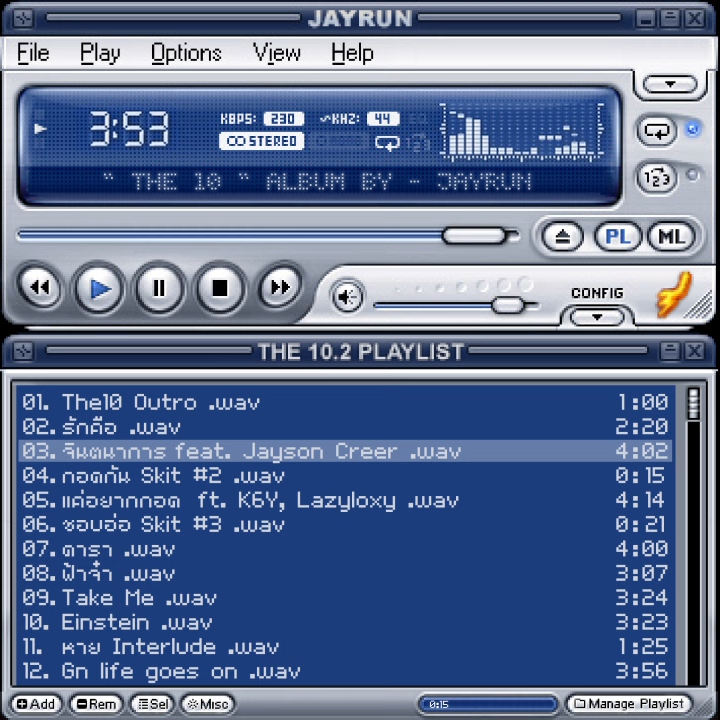 JAYRUN
File Play Options View Help
3:53
KBPS: 230 KHZ: 44
STEREO
" THE 10 " ALBUM BY - JAYRUN
PL ML
CONFIG
THE 10.2 PLAYLIST
01. The10 Outro .wav 1:00
02. รักคือ .wav 2:20
03. จินตนาการ feat. Jayson Creer .wav 4:02
04. กอดกัน Skit #2 .wav 0:15
05. แค่อยากกอด ft. K6Y, Lazyloxy .wav 4:14
06. ชอบอ่อ Skit #3 .wav 0:21
07. ดารา .wav 4:00
08. ฝ้าจ๋า .wav 3:07
09. Take Me .wav 3:24
10. Einstein .wav 3:23
11. หาย Interlude .wav 1:25
12. Gn life goes on .wav 3:56
Add Rem Sel Misc 0:15 Manage Playlist